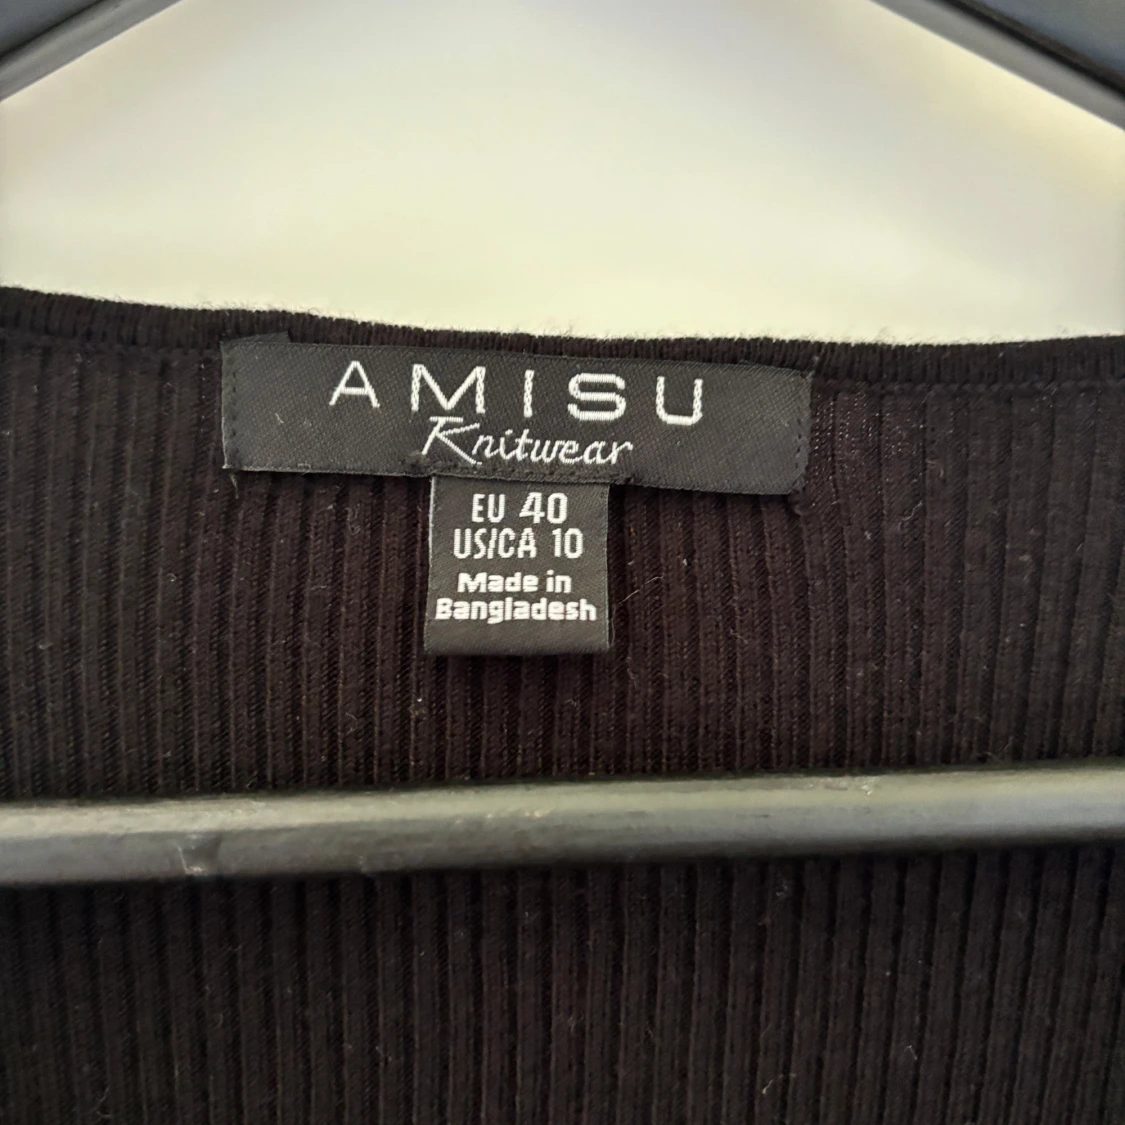 AMISU
Knitwear
EU 40
US/CA 10
Made in
Bangladesh